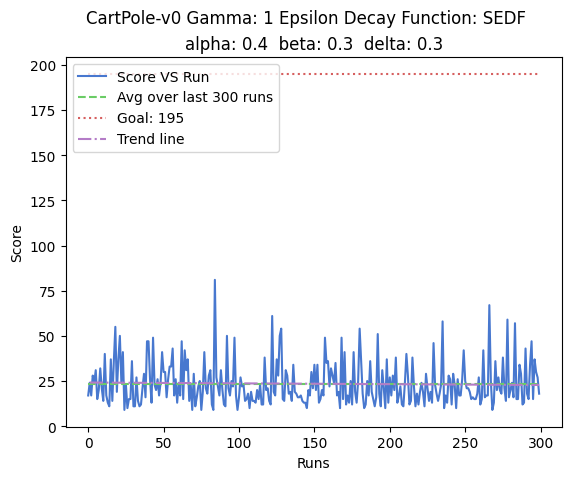 CartPole-v0 Gamma: 1 Epsilon Decay Function: SEDF
alpha: 0.4  beta: 0.3  delta: 0.3
Score VS Run
Avg over last 300 runs
Goal: 195
Trend line
200
175
150
125
100
75
50
25
0
Score
0
50
100
150
200
250
300
Runs